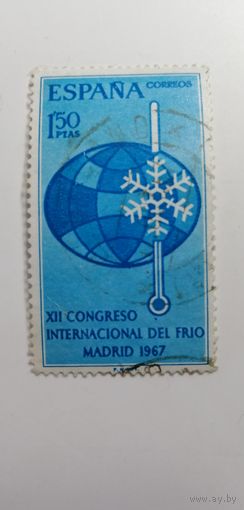 ESPAÑA CORREOS
1'50
PTAS
XII CONGRESO
INTERNACIONAL DEL FRIO
MADRID 1967
www.ay.by